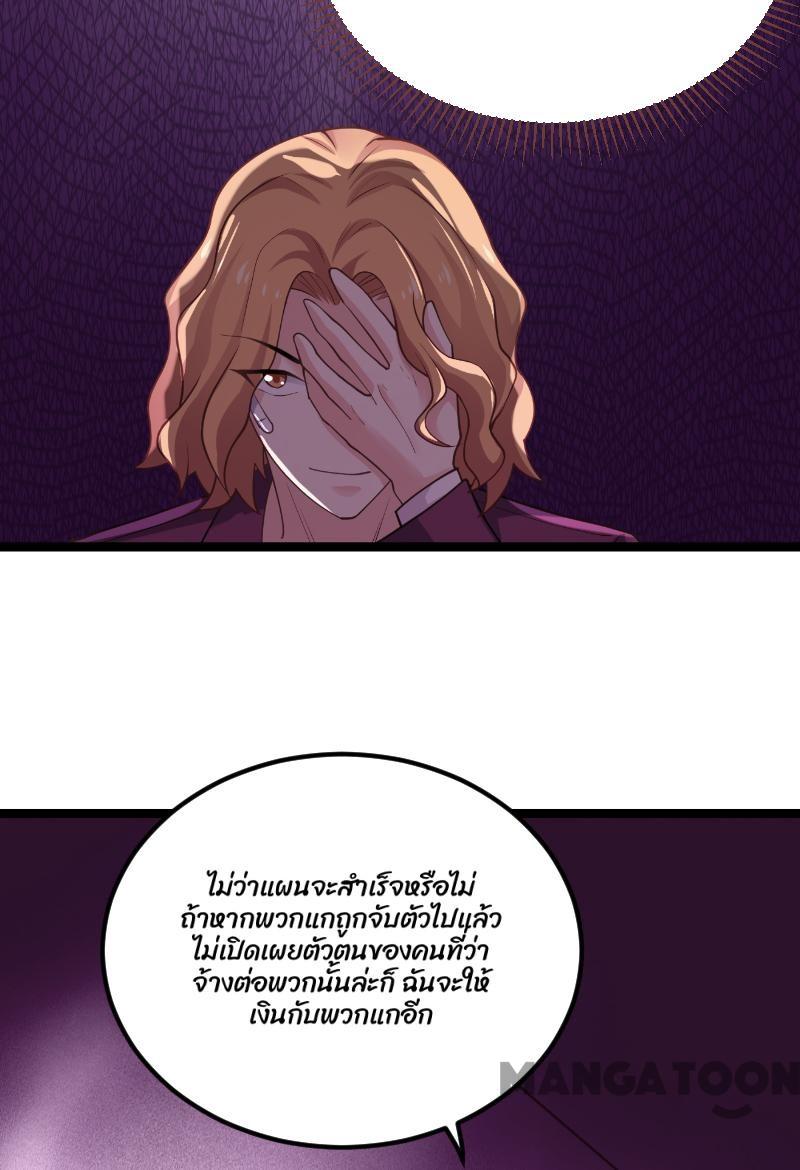 ไม่ว่าแผนจะสำเร็จหรือไม่
ถ้าหากพวกแกถูกจับตัวไปแล้ว
ไม่เปิดเผยตัวตนของคนที่ว่า
จ้างต่อพวกนั้นล่ะก็ ฉันจะให้
เงินกับพวกแกอีก
MANGATOON